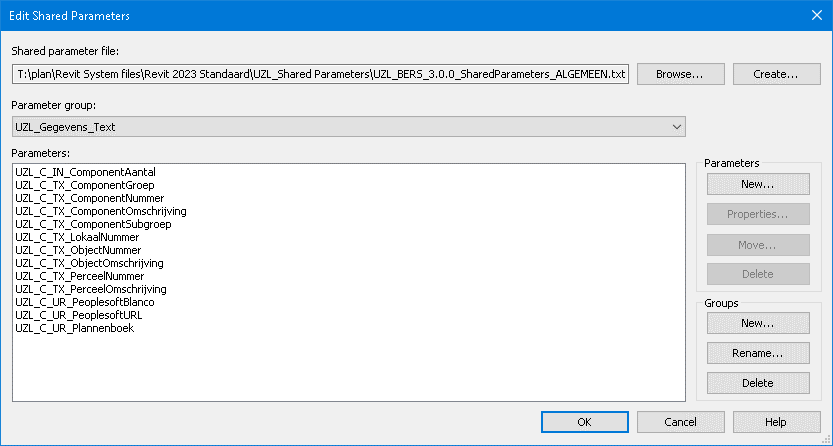 Edit Shared Parameters
Shared parameter file:
T:\plan\Revit System files\Revit 2023 Standaard\UZL_Shared Parameters\UZL_BERS_3.0.0_SharedParameters_ALGEMEEN.txt
Browse...
Create...
Parameter group:
UZL_Gegevens_Text
Parameters:
UZL_C_IN_ComponentAantal
UZL_C_TX_ComponentGroep
UZL_C_TX_ComponentNummer
UZL_C_TX_ComponentOmschrijving
UZL_C_TX_ComponentSubgroep
UZL_C_TX_LokaalNummer
UZL_C_TX_ObjectNummer
UZL_C_TX_ObjectOmschrijving
UZL_C_TX_PerceelNummer
UZL_C_TX_PerceelOmschrijving
UZL_C_UR_PeoplesoftBlanco
UZL_C_UR_PeoplesoftURL
UZL_C_UR_Plannenboek
Parameters
New...
Properties...
Move...
Delete
Groups
New...
Rename...
Delete
OK
Cancel
Help